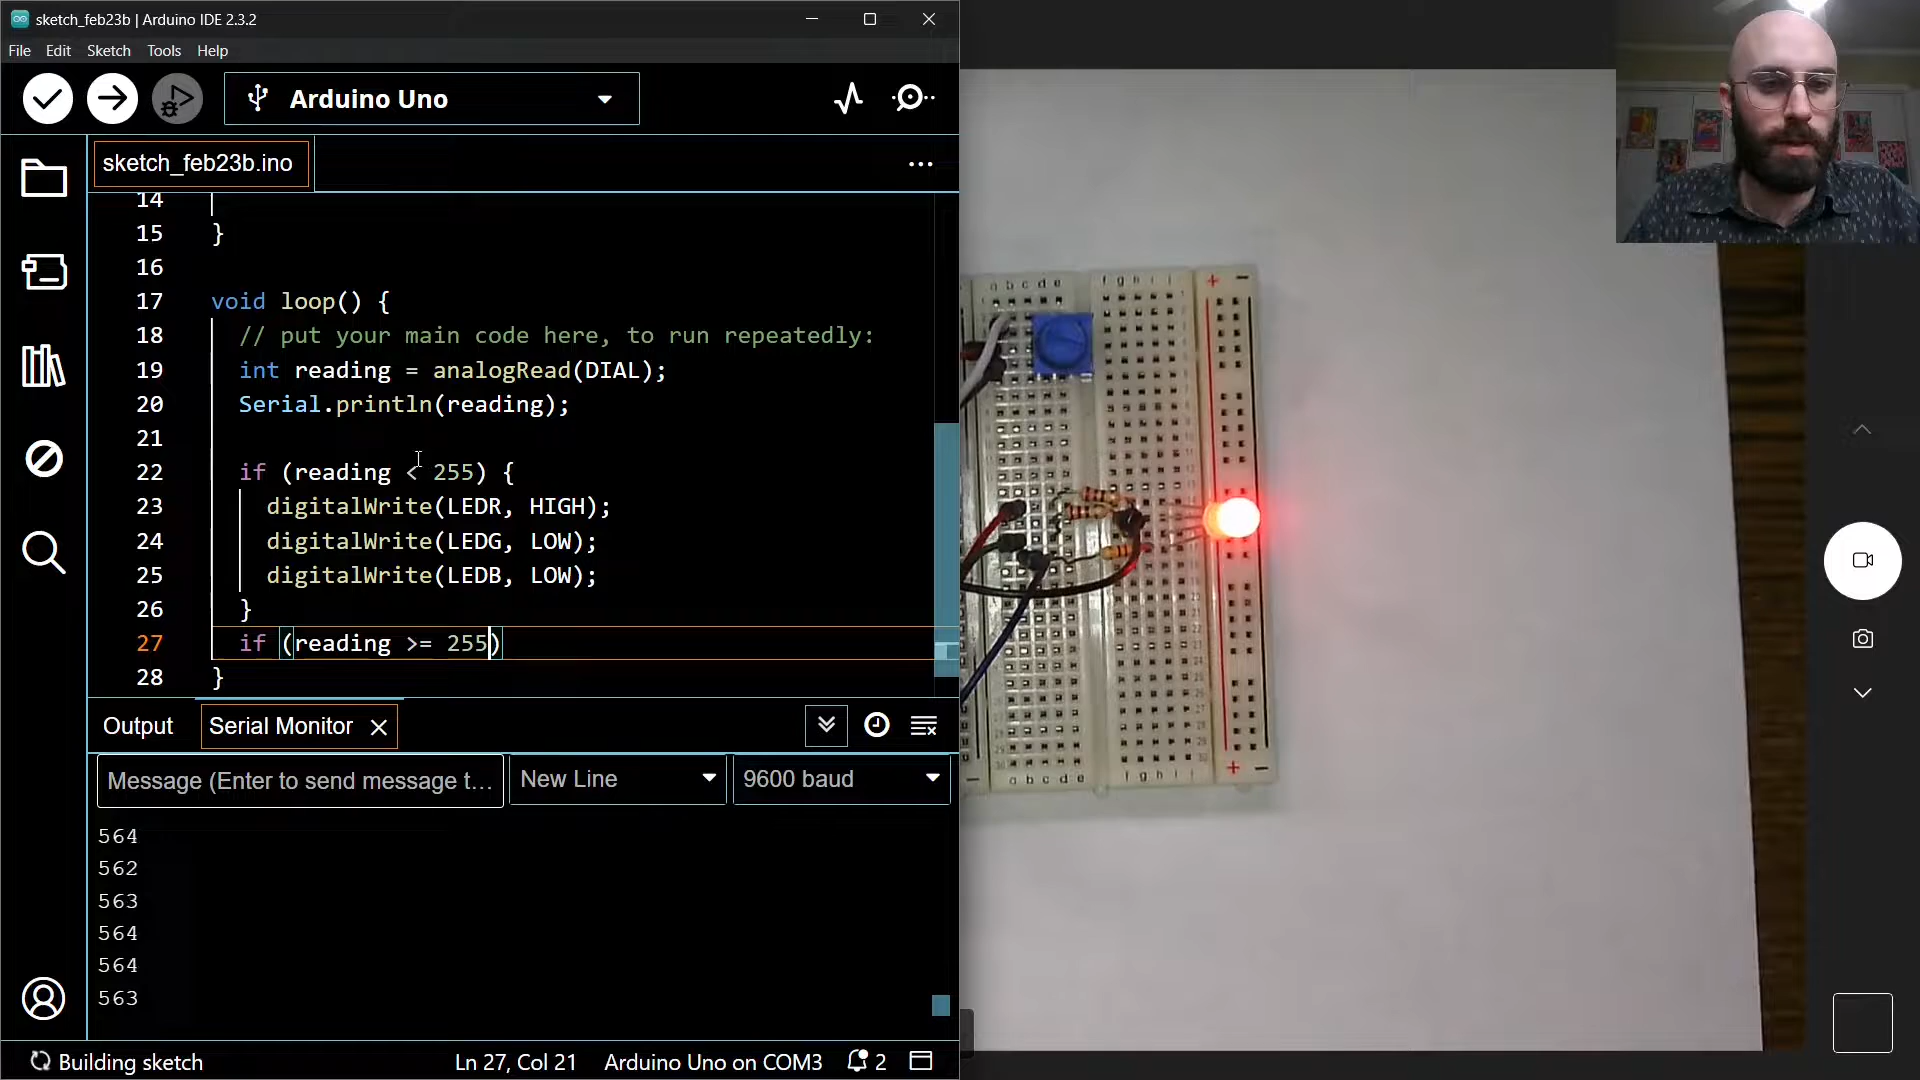 sketch_feb23b | Arduino IDE 2.3.2
File Edit Sketch Tools Help
Arduino Uno
sketch_feb23b.ino
14
15 }
16
17 void loop() {
18 // put your main code here, to run repeatedly:
19 int reading = analogRead(DIAL);
20 Serial.println(reading);
21
22 if (reading < 255) {
23 digitalWrite(LEDR, HIGH);
24 digitalWrite(LEDG, LOW);
25 digitalWrite(LEDB, LOW);
26 }
27 if (reading >= 255)
28 }
Output Serial Monitor
Message (Enter to send message t... New Line 9600 baud
564
562
563
564
564
563
Building sketch Ln 27, Col 21 Arduino Uno on COM3 2
a b c d e f g h i + −
− a b c d e f g h i + −